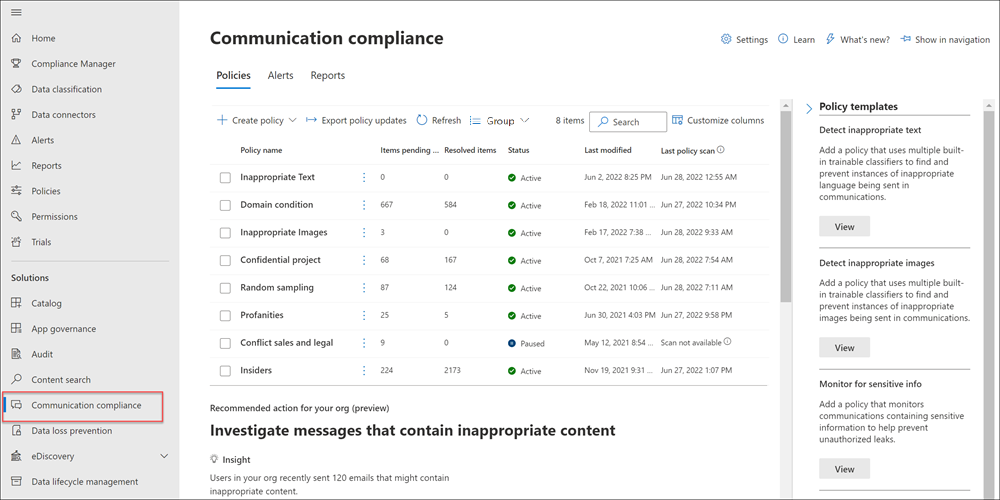 Home
Compliance Manager
Data classification
Data connectors
Alerts
Reports
Policies
Permissions
Trials
Solutions
Catalog
App governance
Audit
Content search
Communication compliance
Data loss prevention
eDiscovery
Data lifecycle management
Communication compliance
Settings Learn What's new? Show in navigation
Policies Alerts Reports
Create policy Export policy updates Refresh Group 8 items Search Customize columns
Policy name Items pending ... Resolved items Status Last modified Last policy scan
Inappropriate Text 0 0 Active Jun 2, 2022 8:25 PM Jun 28, 2022 12:55 AM
Domain condition 667 584 Active Feb 18, 2022 11:01 ... Jun 27, 2022 10:34 PM
Inappropriate Images 3 0 Active Feb 17, 2022 7:38 ... Jun 28, 2022 9:33 AM
Confidential project 68 167 Active Oct 7, 2021 7:25 AM Jun 28, 2022 7:54 AM
Random sampling 87 124 Active Oct 22, 2021 10:06 ... Jun 28, 2022 7:11 AM
Profanities 25 5 Active Jun 30, 2021 4:03 PM Jun 27, 2022 9:58 PM
Conflict sales and legal 9 0 Paused May 12, 2021 8:54 ... Scan not available
Insiders 224 2173 Active Nov 19, 2021 9:31 ... Jun 27, 2022 1:07 PM
Recommended action for your org (preview)
Investigate messages that contain inappropriate content
Insight
Users in your org recently sent 120 emails that might contain
inappropriate content.
Policy templates
Detect inappropriate text
Add a policy that uses multiple built-
in trainable classifiers to find and
prevent instances of inappropriate
language being sent in
communications.
View
Detect inappropriate images
Add a policy that uses multiple built-
in trainable classifiers to find and
prevent instances of inappropriate
images being sent in communications.
View
Monitor for sensitive info
Add a policy that monitors
communications containing sensitive
information to help prevent
unauthorized leaks.
View